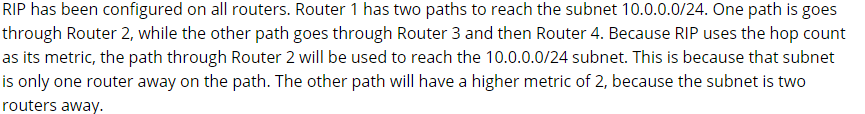 RIP has been configured on all routers. Router 1 has two paths to reach the subnet 10.0.0.0/24. One path is goes
through Router 2, while the other path goes through Router 3 and then Router 4. Because RIP uses the hop count
as its metric, the path through Router 2 will be used to reach the 10.0.0.0/24 subnet. This is because that subnet
is only one router away on the path. The other path will have a higher metric of 2, because the subnet is two
routers away.